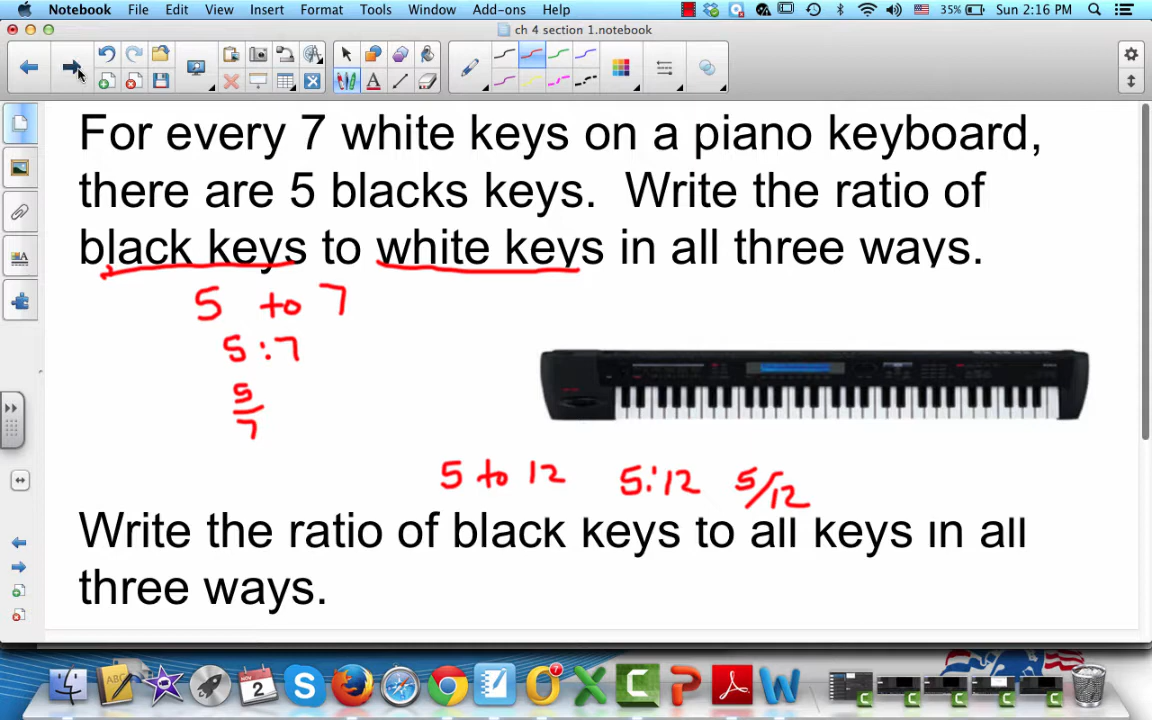 Notebook File Edit View Insert Format Tools Window Add-ons Help 35% Sun 2:16 PM
ch 4 section 1.notebook
For every 7 white keys on a piano keyboard,
there are 5 blacks keys. Write the ratio of
black keys to white keys in all three ways.
5 to 7
5:7
5
7
5 to 12 5:12 5/12
Write the ratio of black keys to all keys in all
three ways.
NOV
2
7